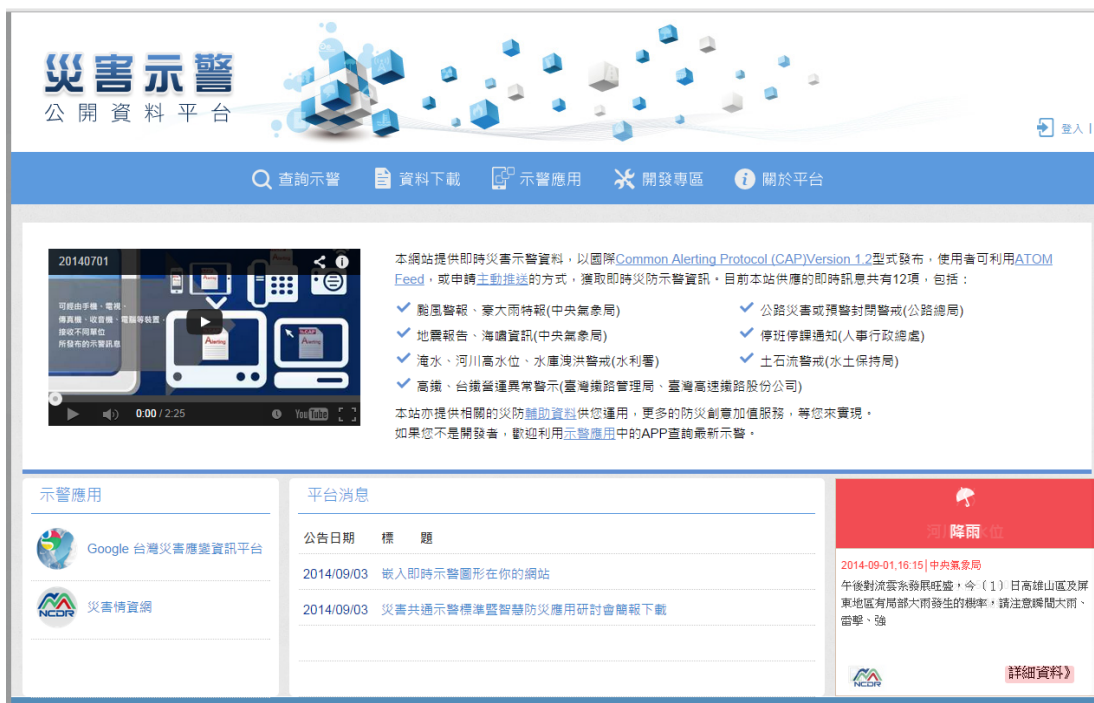 災害示警
公開資料平台
登入 |
查詢示警 資料下載 示警應用 開發專區 關於平台
20140701
可經由手機、電視、
傳真機、收音機、電腦等裝置，
接收不同單位
所發布的示警訊息
Alerting
Alerting
0:00 / 2:25
YouTube
本網站提供即時災害示警資料，以國際Common Alerting Protocol (CAP)Version 1.2型式發布，使用者可利用ATOM
Feed，或申請主動推送的方式，獲取即時災防示警資訊。目前本站供應的即時訊息共有12項，包括：
颱風警報、豪大雨特報(中央氣象局)
公路災害或預警封閉警戒(公路總局)
地震報告、海嘯資訊(中央氣象局)
停班停課通知(人事行政總處)
淹水、河川高水位、水庫洩洪警戒(水利署)
土石流警戒(水土保持局)
高鐵、台鐵營運異常警示(臺灣鐵路管理局、臺灣高速鐵路股份公司)
本站亦提供相關的災防輔助資料供您運用，更多的防災創意加值服務，等您來實現。
如果您不是開發者，歡迎利用示警應用中的APP查詢最新示警。
示警應用
Google 台灣災害應變資訊平台
NCDR 災害情資網
平台消息
公告日期 標 題
2014/09/03 嵌入即時示警圖形在你的網站
2014/09/03 災害共通示警標準暨智慧防災應用研討會簡報下載
降雨
2014-09-01,16:15|中央氣象局
午後對流雲系發展旺盛，今〔1〕日高雄山區及屏
東地區有局部大雨發生的機率，請注意瞬間大雨、
雷擊、強
NCDR
詳細資料》